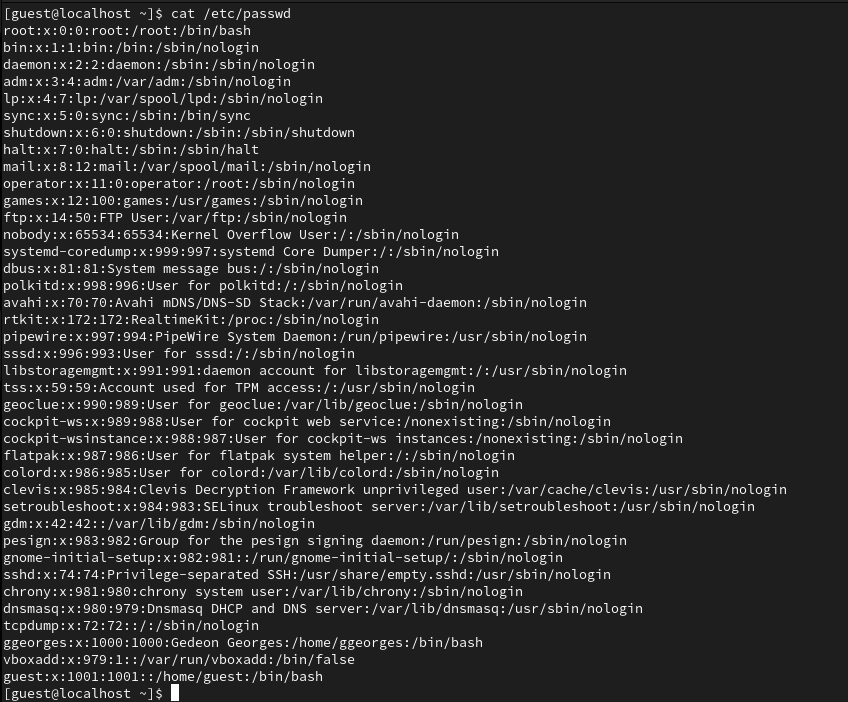 [guest@localhost ~]$ cat /etc/passwd
root:x:0:0:root:/root:/bin/bash
bin:x:1:1:bin:/bin:/sbin/nologin
daemon:x:2:2:daemon:/sbin:/sbin/nologin
adm:x:3:4:adm:/var/adm:/sbin/nologin
lp:x:4:7:lp:/var/spool/lpd:/sbin/nologin
sync:x:5:0:sync:/sbin:/bin/sync
shutdown:x:6:0:shutdown:/sbin:/sbin/shutdown
halt:x:7:0:halt:/sbin:/sbin/halt
mail:x:8:12:mail:/var/spool/mail:/sbin/nologin
operator:x:11:0:operator:/root:/sbin/nologin
games:x:12:100:games:/usr/games:/sbin/nologin
ftp:x:14:50:FTP User:/var/ftp:/sbin/nologin
nobody:x:65534:65534:Kernel Overflow User:/:/sbin/nologin
systemd-coredump:x:999:997:systemd Core Dumper:/:/sbin/nologin
dbus:x:81:81:System message bus:/:/sbin/nologin
polkitd:x:998:996:User for polkitd:/:/sbin/nologin
avahi:x:70:70:Avahi mDNS/DNS-SD Stack:/var/run/avahi-daemon:/sbin/nologin
rtkit:x:172:172:RealtimeKit:/proc:/sbin/nologin
pipewire:x:997:994:PipeWire System Daemon:/run/pipewire:/usr/sbin/nologin
sssd:x:996:993:User for sssd:/:/sbin/nologin
libstoragemgmt:x:991:991:daemon account for libstoragemgmt:/:/usr/sbin/nologin
tss:x:59:59:Account used for TPM access:/:/usr/sbin/nologin
geoclue:x:990:989:User for geoclue:/var/lib/geoclue:/sbin/nologin
cockpit-ws:x:989:988:User for cockpit web service:/nonexisting:/sbin/nologin
cockpit-wsinstance:x:988:987:User for cockpit-ws instances:/nonexisting:/sbin/nologin
flatpak:x:987:986:User for flatpak system helper:/:/sbin/nologin
colord:x:986:985:User for colord:/var/lib/colord:/sbin/nologin
clevis:x:985:984:Clevis Decryption Framework unprivileged user:/var/cache/clevis:/usr/sbin/nologin
setroubleshoot:x:984:983:SELinux troubleshoot server:/var/lib/setroubleshoot:/usr/sbin/nologin
gdm:x:42:42::/var/lib/gdm:/sbin/nologin
pesign:x:983:982:Group for the pesign signing daemon:/run/pesign:/sbin/nologin
gnome-initial-setup:x:982:981::/run/gnome-initial-setup/:/sbin/nologin
sshd:x:74:74:Privilege-separated SSH:/usr/share/empty.sshd:/usr/sbin/nologin
chrony:x:981:980:chrony system user:/var/lib/chrony:/sbin/nologin
dnsmasq:x:980:979:Dnsmasq DHCP and DNS server:/var/lib/dnsmasq:/usr/sbin/nologin
tcpdump:x:72:72::/:/sbin/nologin
ggeorges:x:1000:1000:Gedeon Georges:/home/ggeorges:/bin/bash
vboxadd:x:979:1::/var/run/vboxadd:/bin/false
guest:x:1001:1001::/home/guest:/bin/bash
[guest@localhost ~]$